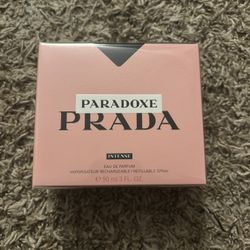 PARADOXE
PRADA
INTENSE
EAU DE PARFUM
VAPORISATEUR RECHARGEABLE / REFILLABLE SPRAY
℮ 90 ml 3 FL. OZ.